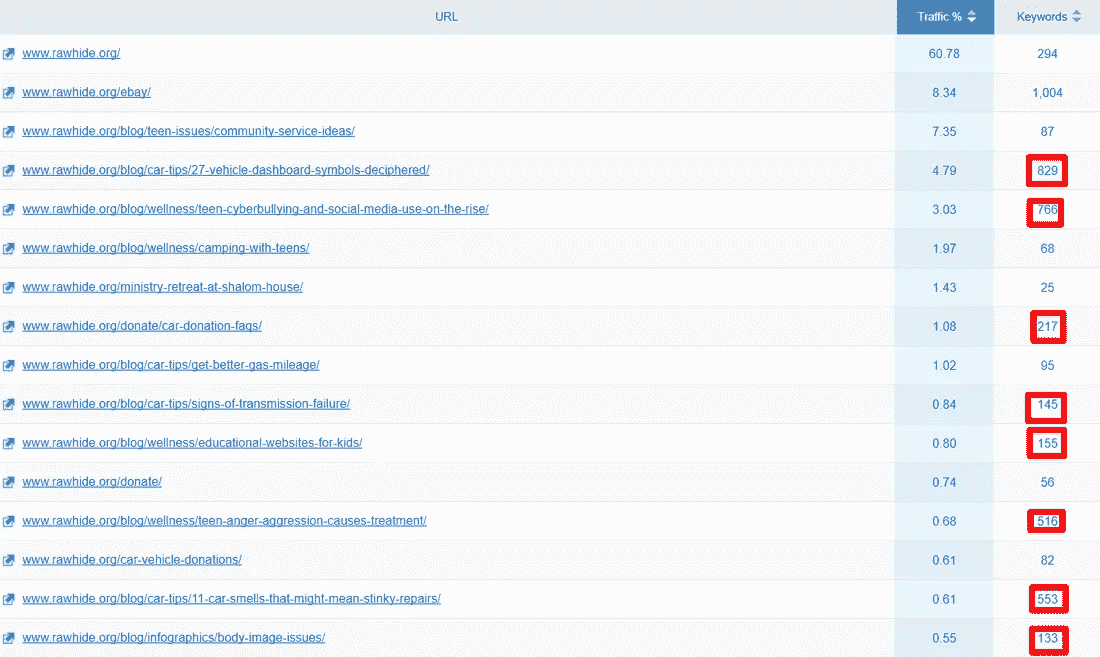 URL Traffic % Keywords
www.rawhide.org/ 60.78 294
www.rawhide.org/ebay/ 8.34 1,004
www.rawhide.org/blog/teen-issues/community-service-ideas/ 7.35 87
www.rawhide.org/blog/car-tips/27-vehicle-dashboard-symbols-deciphered/ 4.79 829
www.rawhide.org/blog/wellness/teen-cyberbullying-and-social-media-use-on-the-rise/ 3.03 766
www.rawhide.org/blog/wellness/camping-with-teens/ 1.97 68
www.rawhide.org/ministry-retreat-at-shalom-house/ 1.43 25
www.rawhide.org/donate/car-donation-faqs/ 1.08 217
www.rawhide.org/blog/car-tips/get-better-gas-mileage/ 1.02 95
www.rawhide.org/blog/car-tips/signs-of-transmission-failure/ 0.84 145
www.rawhide.org/blog/wellness/educational-websites-for-kids/ 0.80 155
www.rawhide.org/donate/ 0.74 56
www.rawhide.org/blog/wellness/teen-anger-aggression-causes-treatment/ 0.68 516
www.rawhide.org/car-vehicle-donations/ 0.61 82
www.rawhide.org/blog/car-tips/11-car-smells-that-might-mean-stinky-repairs/ 0.61 553
www.rawhide.org/blog/infographics/body-image-issues/ 0.55 133